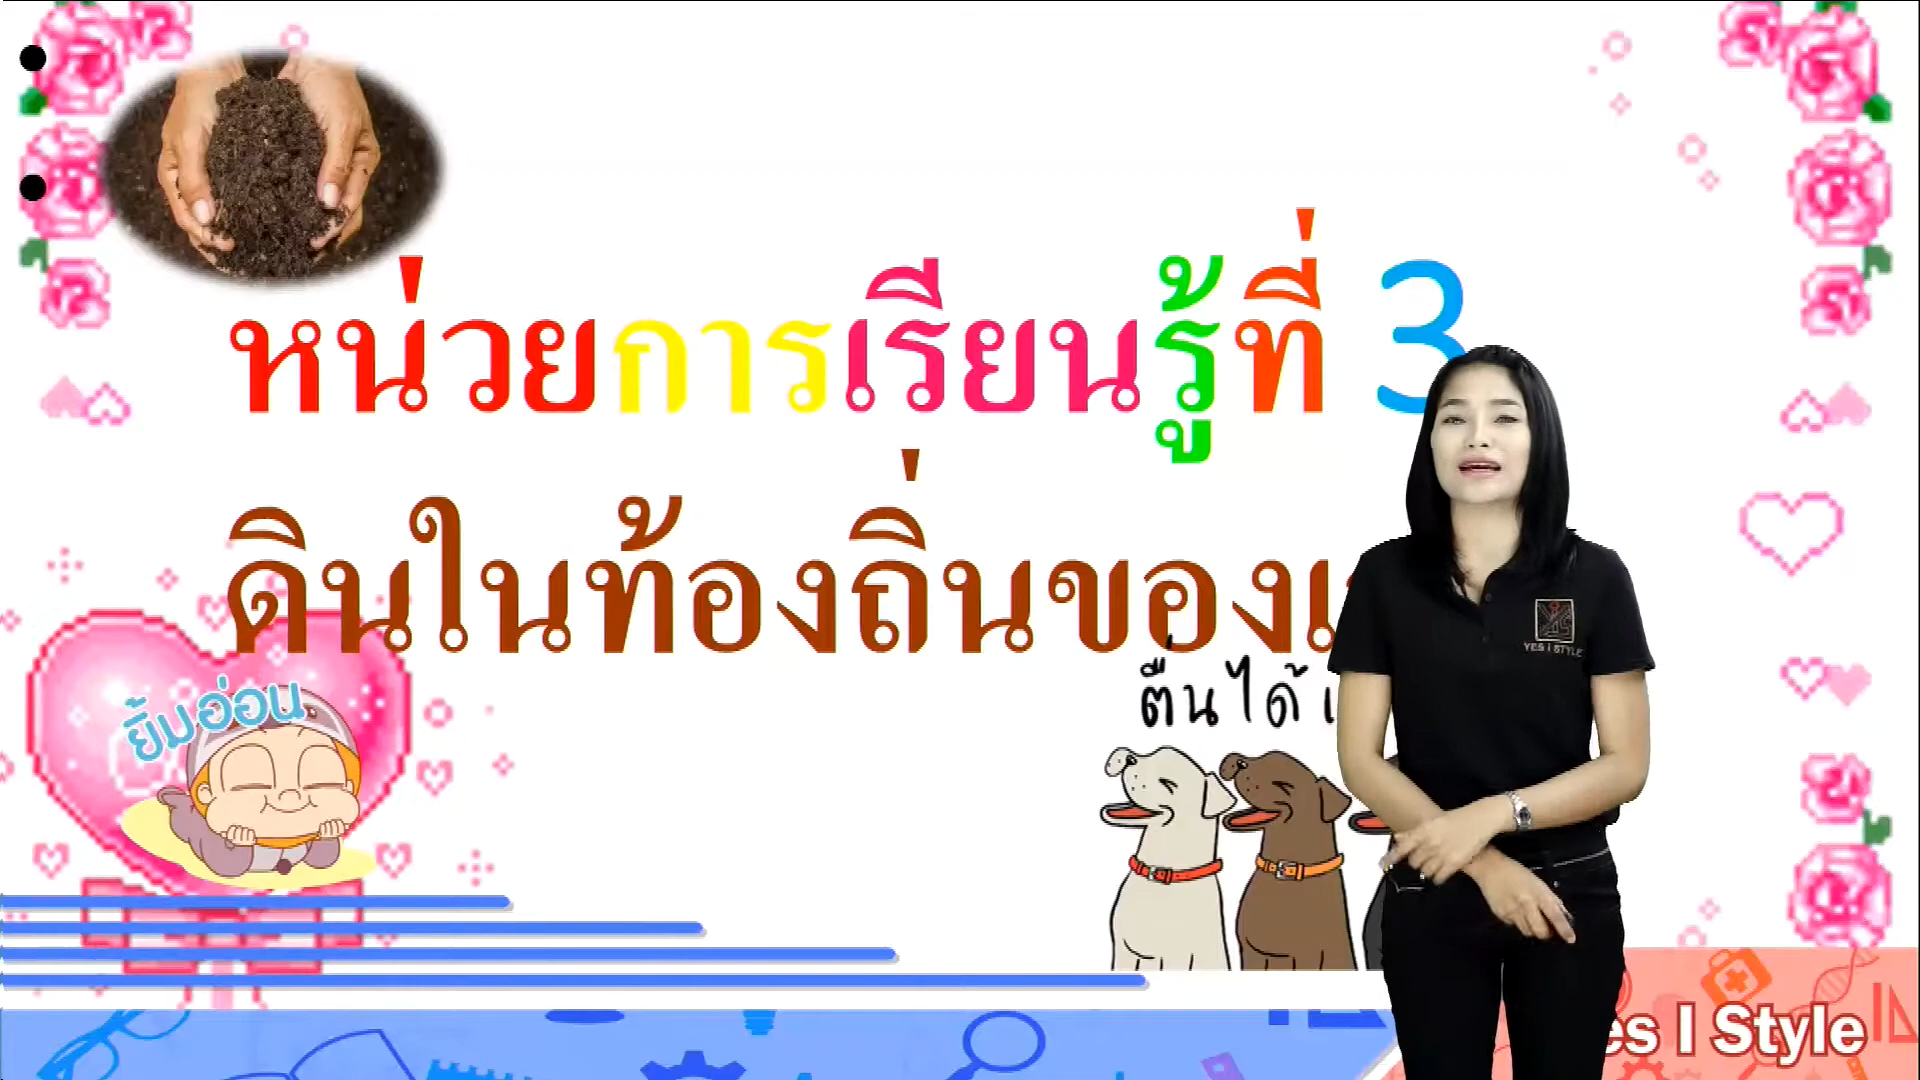 หน่วยการเรียนรู้ที่ 3
ดินในท้องถิ่นของเ
ยิ้มอ่อน
ตื่นได้
YES I STYLE
es I Style